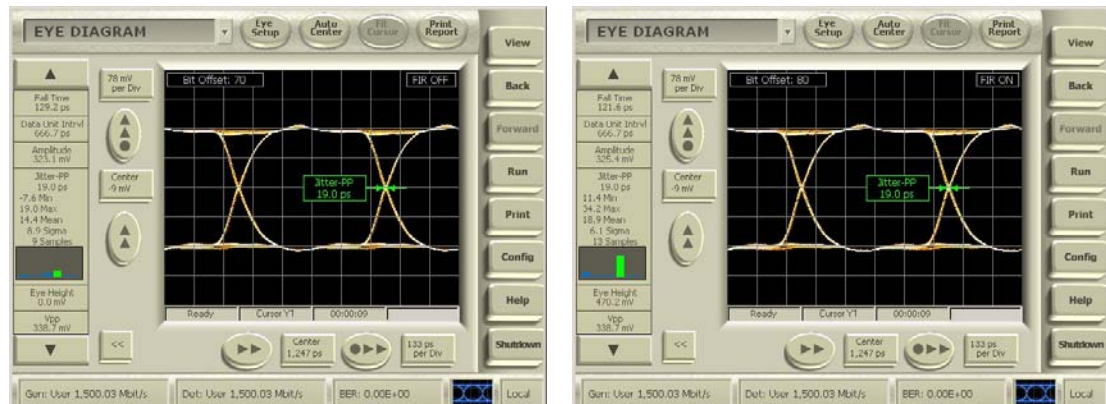 EYE DIAGRAM
Eye Setup
Auto Center
Fit Cursor
Print Report
View
Back
Forward
Run
Print
Config
Help
Shutdown
Fall Time
129.2 ps
Data Unit Intrvl
666.7 ps
Amplitude
323.1 mV
Jitter-PP
19.0 ps
-7.6 Min
19.0 Max
14.4 Mean
8.9 Sigma
9 Samples
Eye Height
0.0 mV
Vpp
338.7 mV
78 mV
per Div
Center
-9 mV
<<
Bit Offset: 70
FIR OFF
Jitter-PP
19.0 ps
Ready
Cursor Y1
00:00:09
Center
1,247 ps
133 ps
per Div
Gen: User 1,500.03 Mbit/s
Det: User 1,500.03 Mbit/s
BER: 0.00E+00
Local
EYE DIAGRAM
Eye Setup
Auto Center
Fit Cursor
Print Report
View
Back
Forward
Run
Print
Config
Help
Shutdown
Fall Time
121.6 ps
Data Unit Intrvl
666.7 ps
Amplitude
325.4 mV
Jitter-PP
19.0 ps
11.4 Min
34.2 Max
18.9 Mean
6.1 Sigma
13 Samples
Eye Height
470.2 mV
Vpp
338.7 mV
78 mV
per Div
Center
-9 mV
<<
Bit Offset: 80
FIR ON
Jitter-PP
19.0 ps
Ready
Cursor Y1
00:00:09
Center
1,247 ps
133 ps
per Div
Gen: User 1,500.03 Mbit/s
Det: User 1,500.03 Mbit/s
BER: 0.00E+00
Local